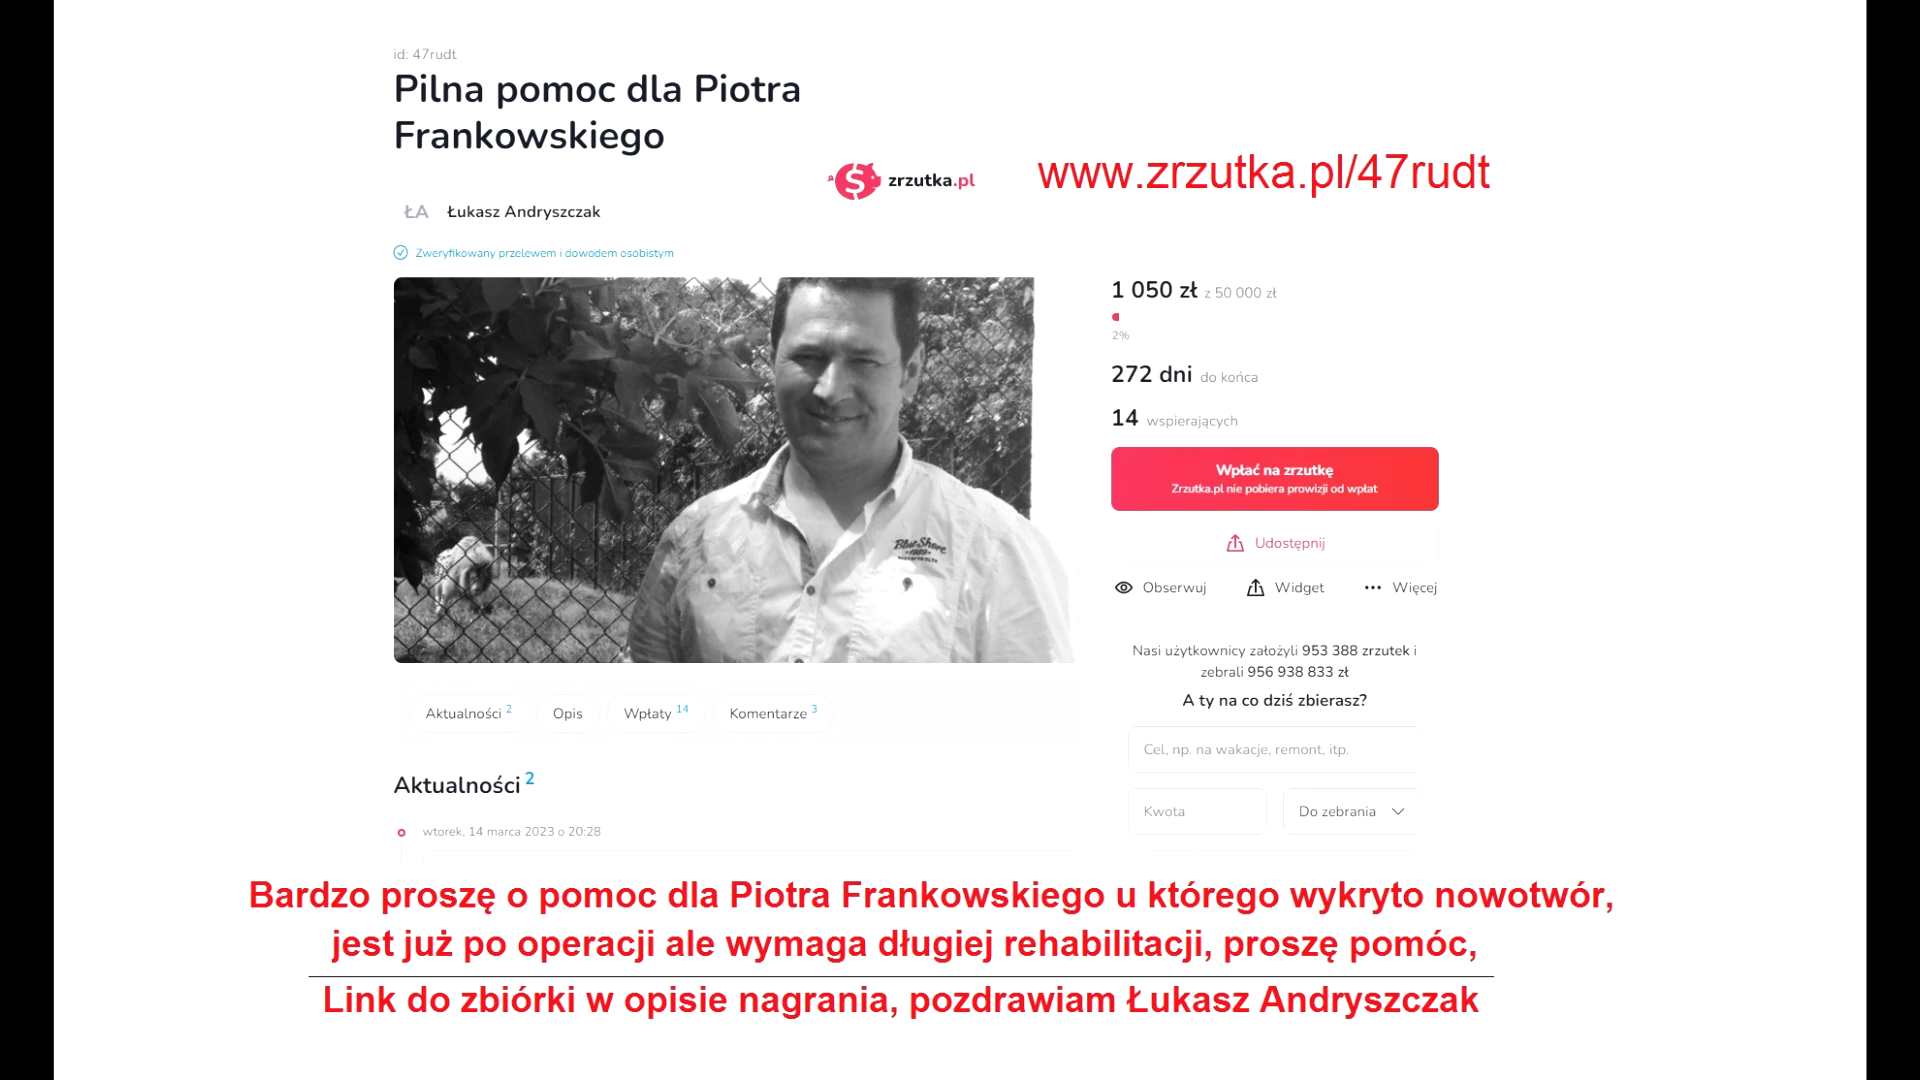 id: 47rudt
Pilna pomoc dla Piotra
Frankowskiego
zrzutka.pl
www.zrzutka.pl/47rudt
ŁA Łukasz Andryszczak
Zweryfikowany przelewem i dowodem osobistym
Blue Shore
1 050 zł z 50 000 zł
2%
272 dni do końca
14 wspierających
Wpłać na zrzutkę
Zrzutka.pl nie pobiera prowizji od wpłat
Udostępnij
Obserwuj Widget Więcej
Nasi użytkownicy założyli 953 388 zrzutek i
zebrali 956 938 833 zł
A ty na co dziś zbierasz?
Cel, np. na wakacje, remont, itp.
Kwota Do zebrania
Aktualności 2 Opis Wpłaty 14 Komentarze 3
Aktualności 2
wtorek, 14 marca 2023 o 20:28
Bardzo proszę o pomoc dla Piotra Frankowskiego u którego wykryto nowotwór,
jest już po operacji ale wymaga długiej rehabilitacji, proszę pomóc,
Link do zbiórki w opisie nagrania, pozdrawiam Łukasz Andryszczak